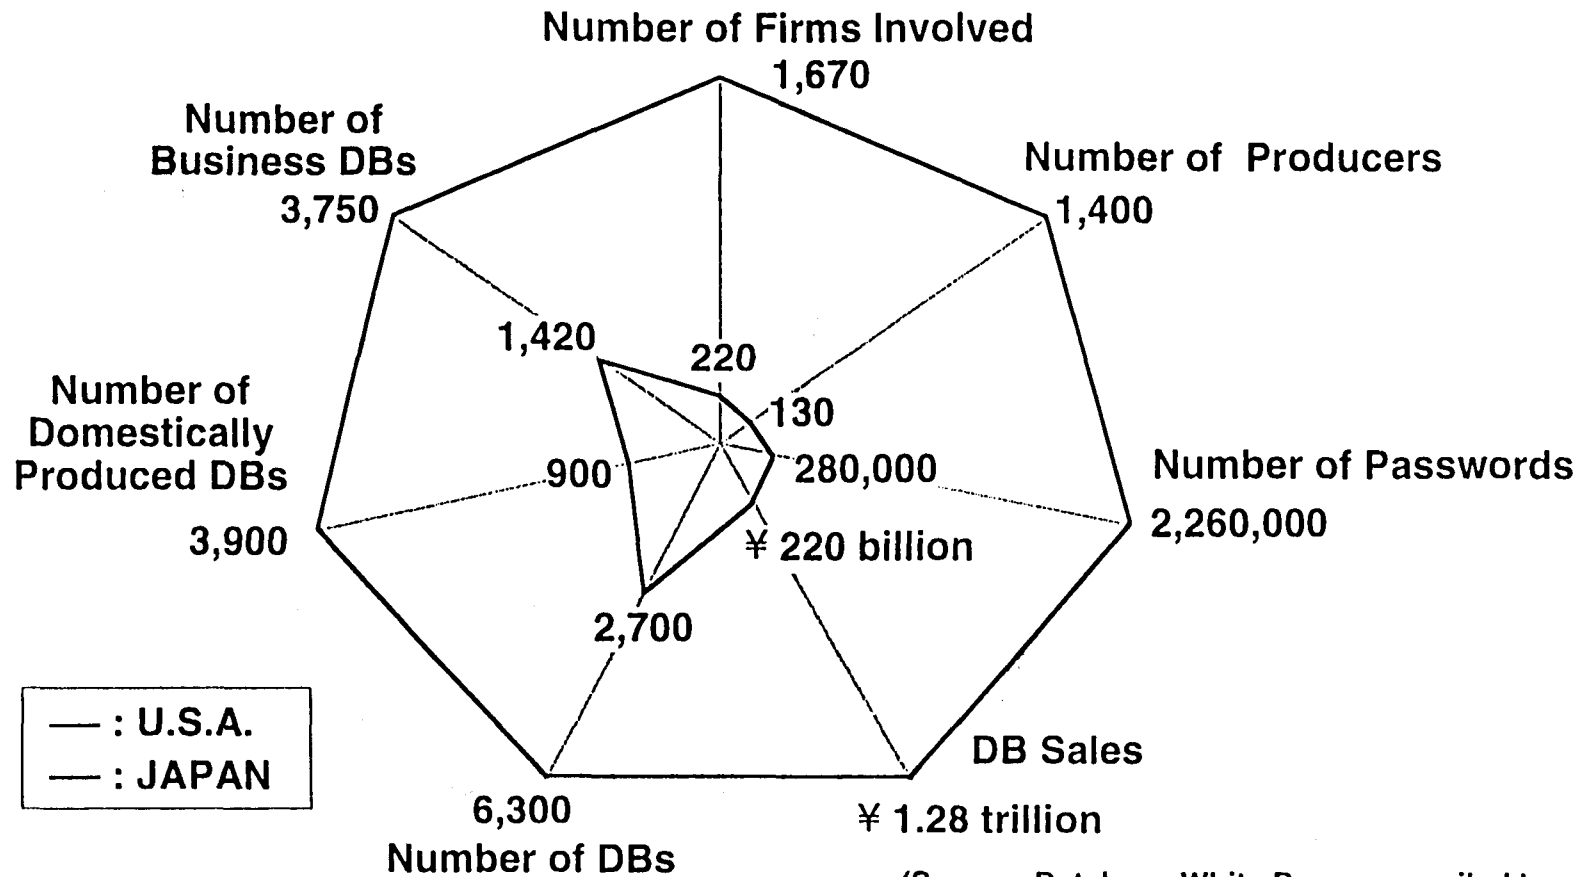 Number of Firms Involved
1,670
Number of
Business DBs
3,750
Number of Producers
1,400
1,420
220
130
Number of
Domestically
Produced DBs
3,900
900
280,000
Number of Passwords
2,260,000
¥ 220 billion
2,700
— : U.S.A.
— : JAPAN
DB Sales
¥ 1.28 trillion
6,300
Number of DBs